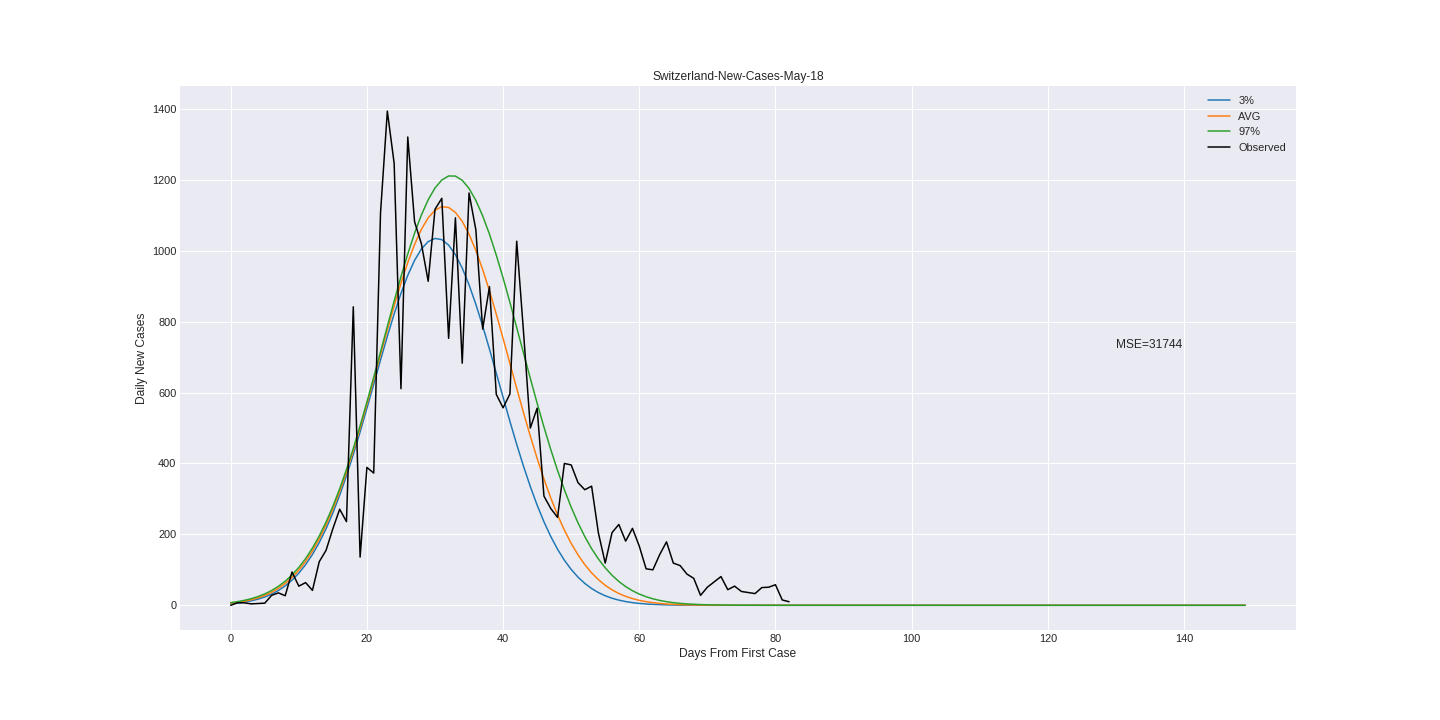 Switzerland-New-Cases-May-18
3%
AVG
97%
Observed
1400
1200
1000
800
600
400
200
0
Daily New Cases
MSE=31744
0 20 40 60 80 100 120 140
Days From First Case